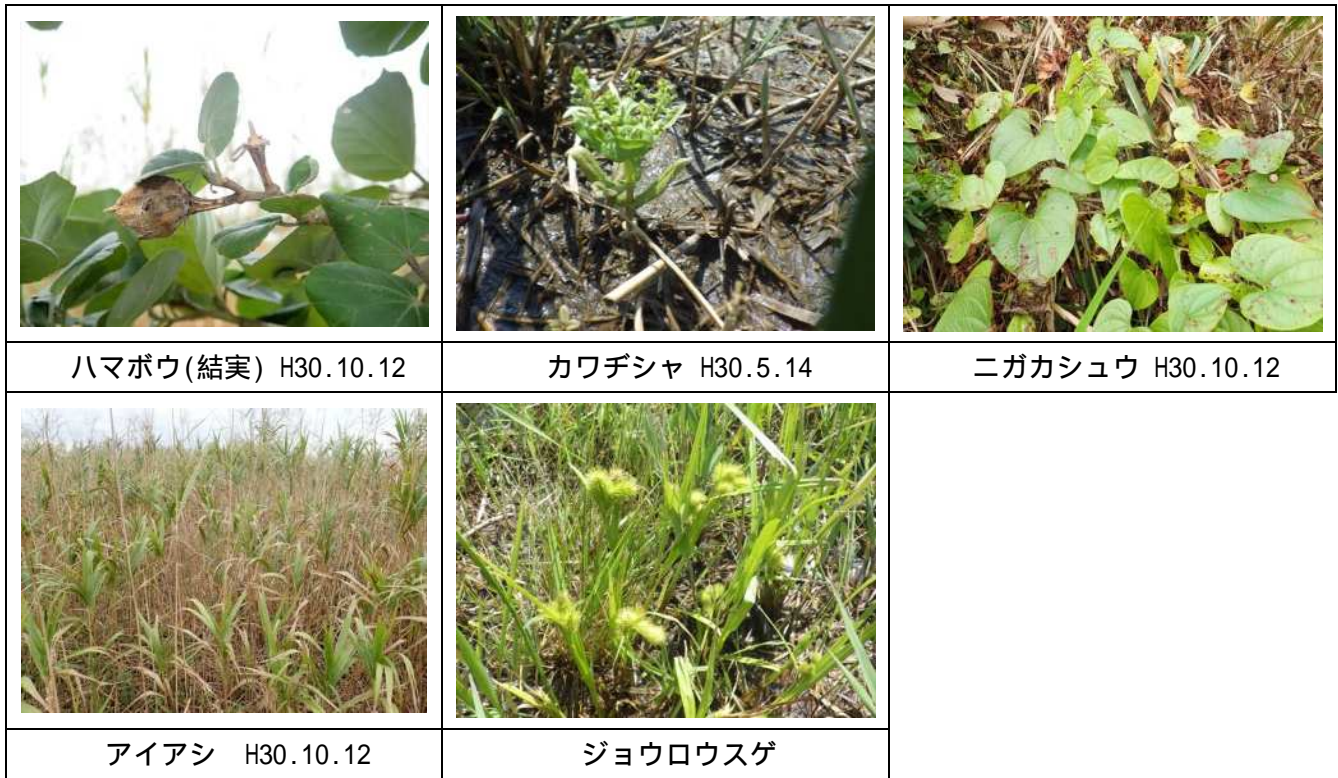 ハマボウ(結実) H30.10.12
カワヂシャ H30.5.14
ニガカシュウ H30.10.12
アイアシ H30.10.12
ジョウロウスゲ